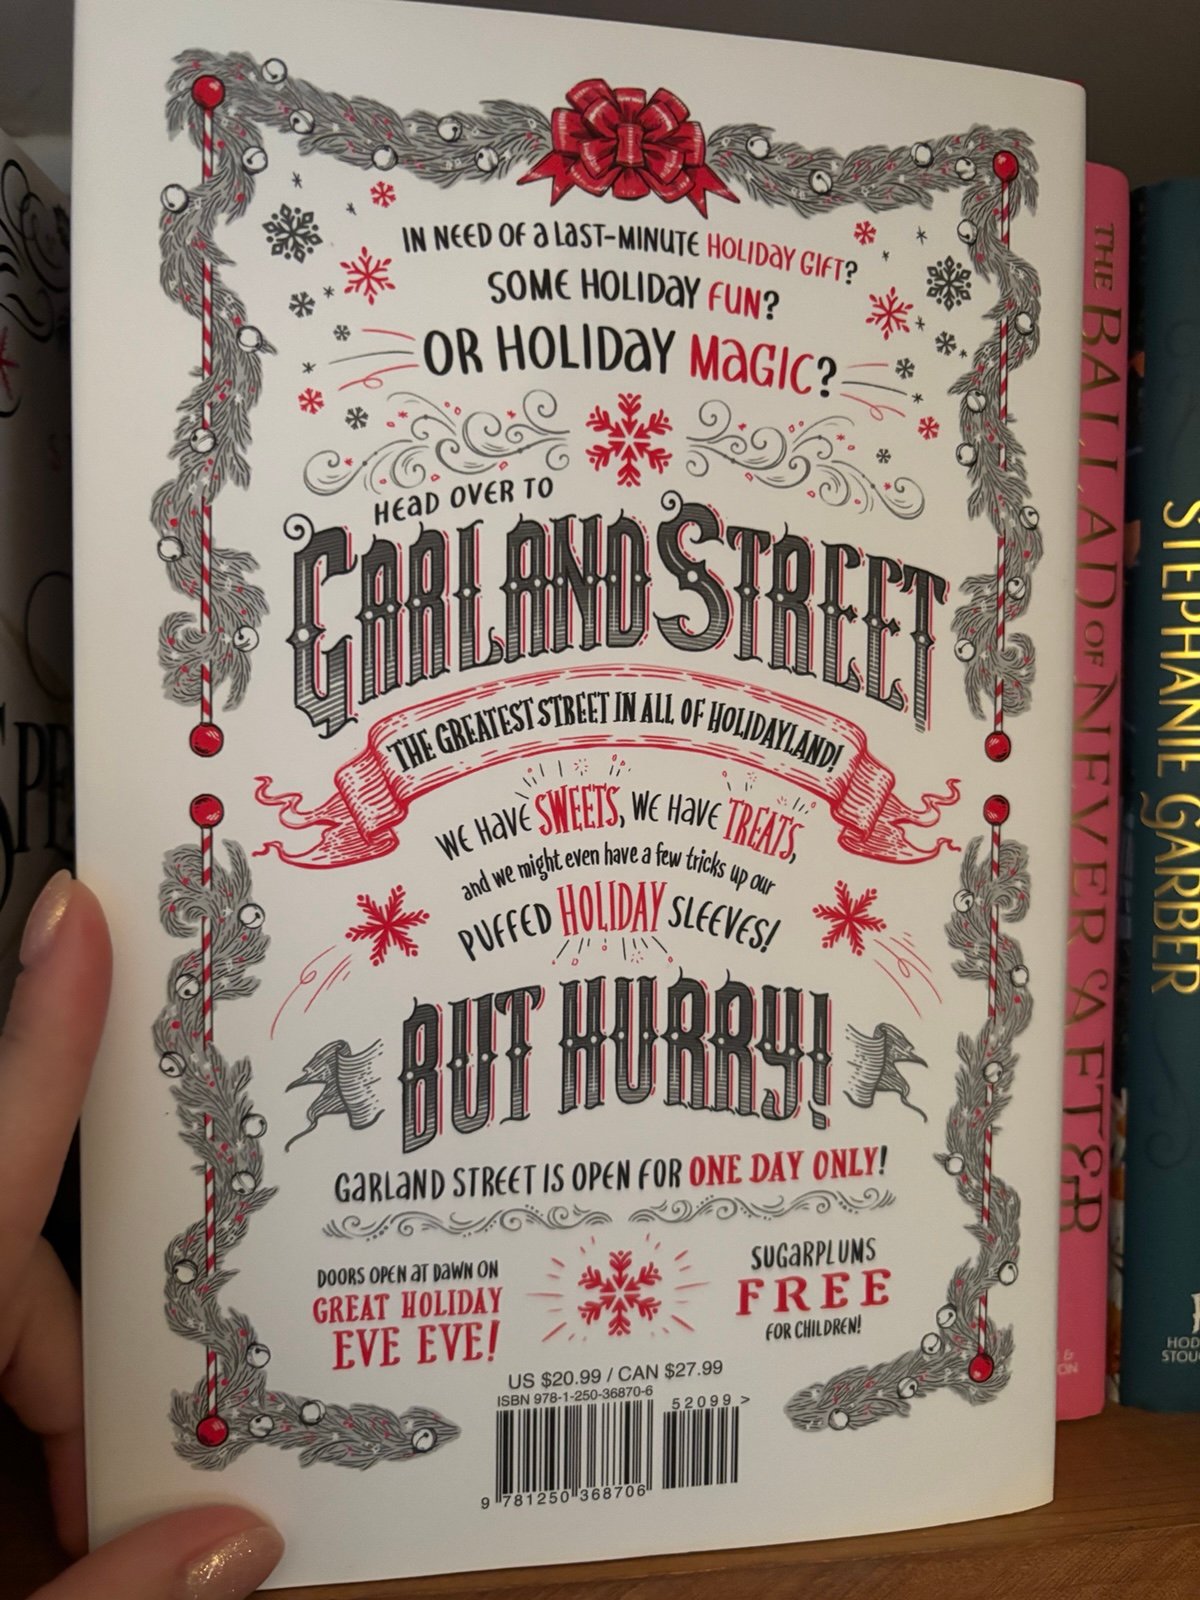 IN NEED OF a LaST-MINUTE HOLIDAY GIFT?
SOME HOLIDAY FUN?
OR HOLIDAY MAGIC?
HEAD OVER TO
GARLAND STREET
THE GREATEST STREET IN ALL OF HOLIDAYLAND!
WE HAVE SWEETS, WE HAVE TREATS,
and we might even have a few tricks up our
PUFFED HOLIDAY SLEEVES!
BUT HURRY!
GARLAND STREET IS OPEN FOR ONE DAY ONLY!
DOORS OPEN AT DAWN ON
GREAT HOLIDAY
EVE EVE!
SUGARPLUMS
FREE
FOR CHILDREN!
US $20.99 / CAN $27.99
ISBN 978-1-250-36870-6
52099 >
9 781250 368706
THE BALLAD OF NEVER AFTER
STEPHANIE GARBER